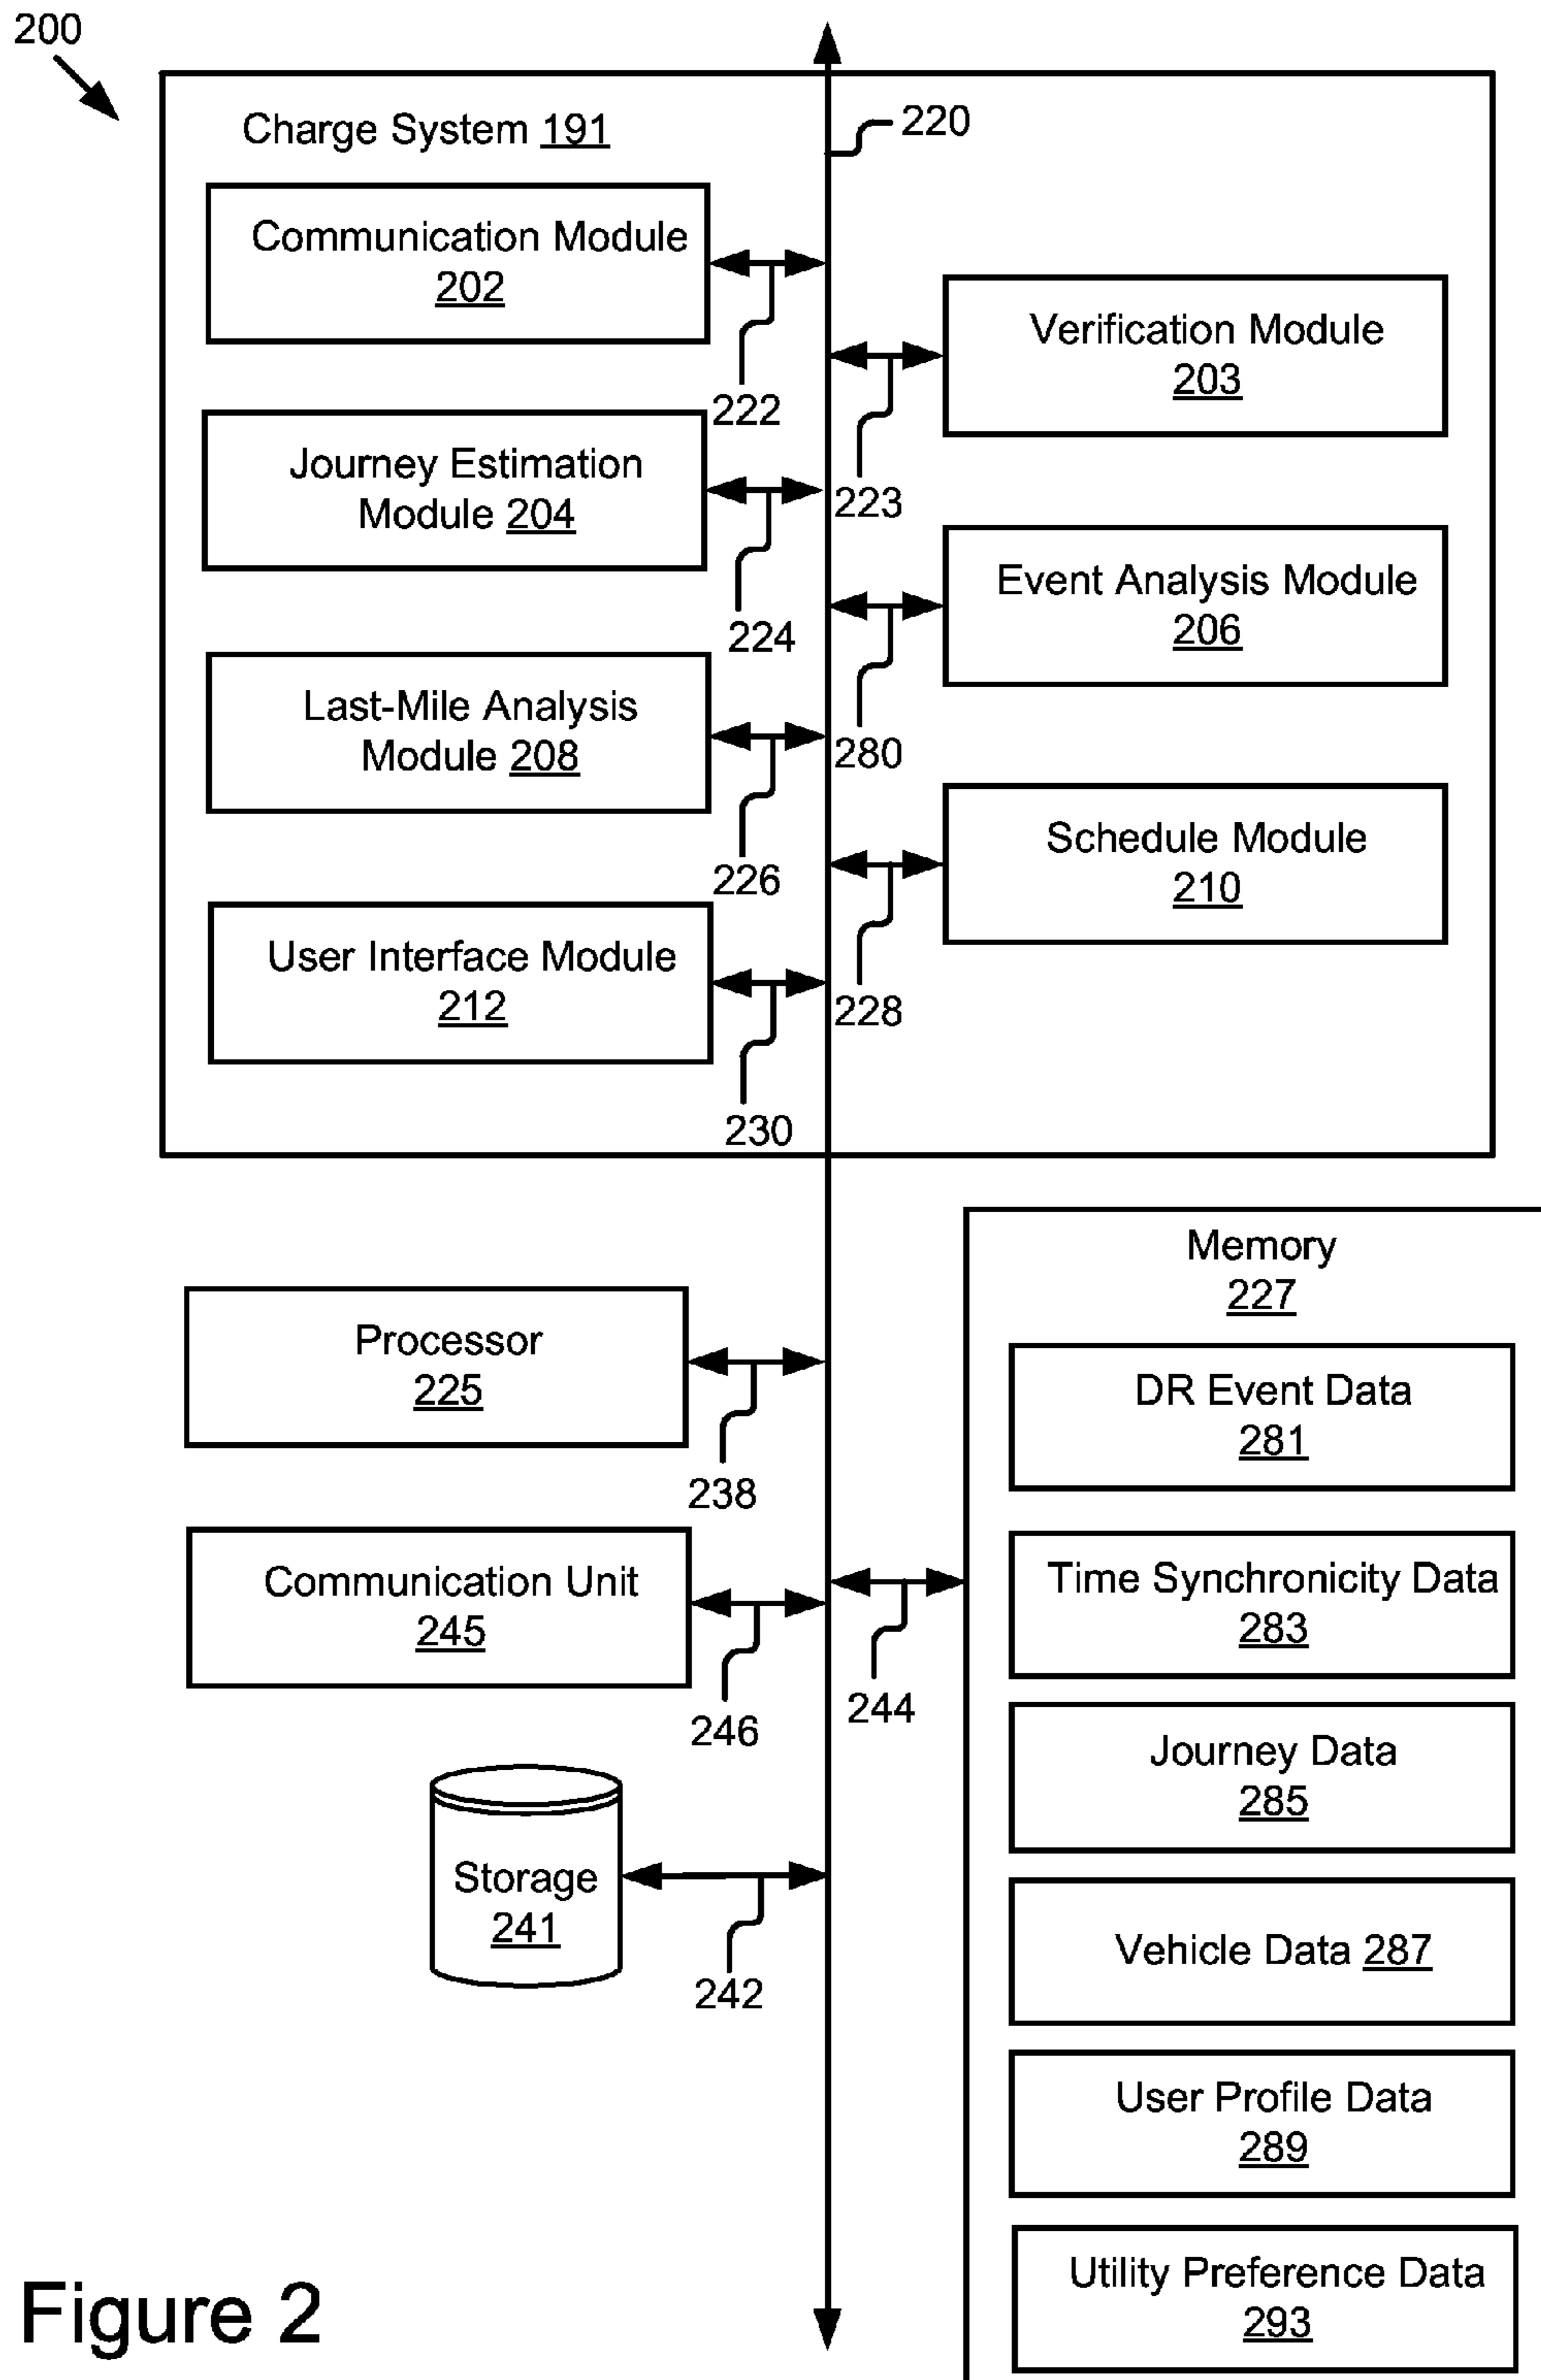 200
Charge System 191
220
Communication Module
202
222
Verification Module
203
223
Journey Estimation
Module 204
224
Event Analysis Module
206
280
Last-Mile Analysis
Module 208
226
Schedule Module
210
228
User Interface Module
212
230
Processor
225
238
Communication Unit
245
246
Storage
241
242
244
Memory
227
DR Event Data
281
Time Synchronicity Data
283
Journey Data
285
Vehicle Data 287
User Profile Data
289
Utility Preference Data
293
Figure 2